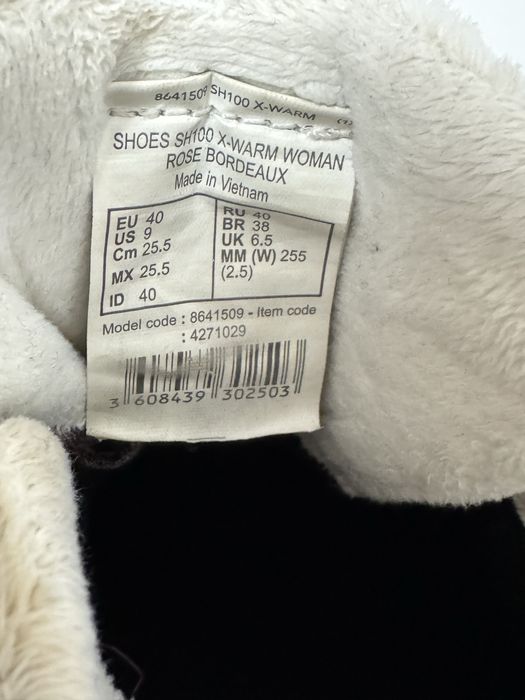 8641509 SH100 X-WARM
SHOES SH100 X-WARM WOMAN
ROSE BORDEAUX
Made in Vietnam
EU 40
US 9
Cm 25.5
MX 25.5
ID 40
RU 40
BR 38
UK 6.5
MM (W) 255
(2.5)
Model code : 8641509 - Item code
: 4271029
3 608439 302503